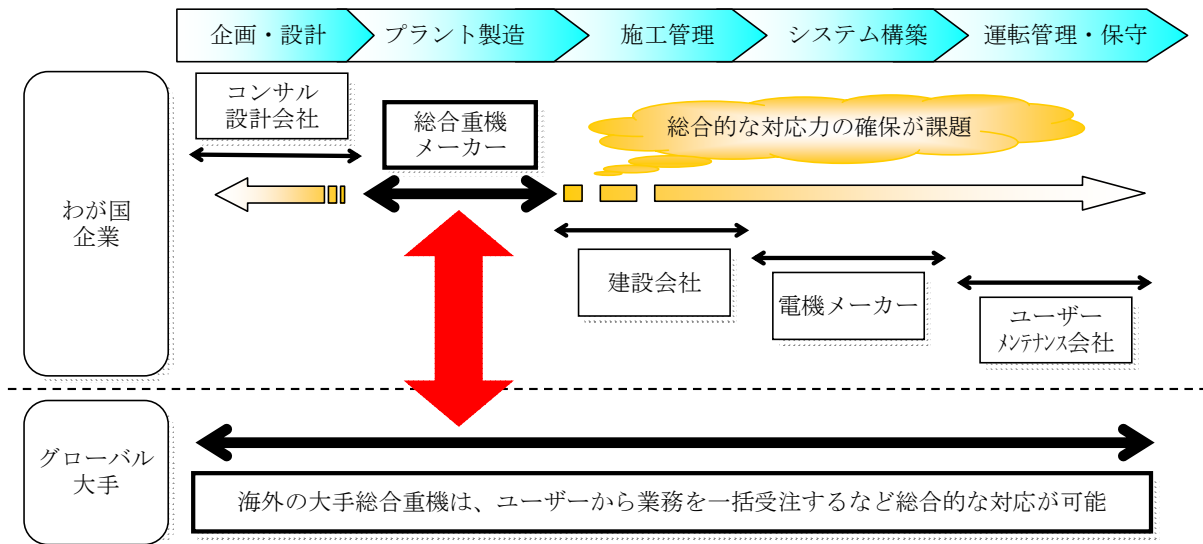 企画・設計
プラント製造
施工管理
システム構築
運転管理・保守
わが国
企業
コンサル
設計会社
総合重機
メーカー
総合的な対応力の確保が課題
建設会社
電機メーカー
ユーザー
ﾒﾝﾃﾅﾝｽ会社
グローバル
大手
海外の大手総合重機は、ユーザーから業務を一括受注するなど総合的な対応が可能